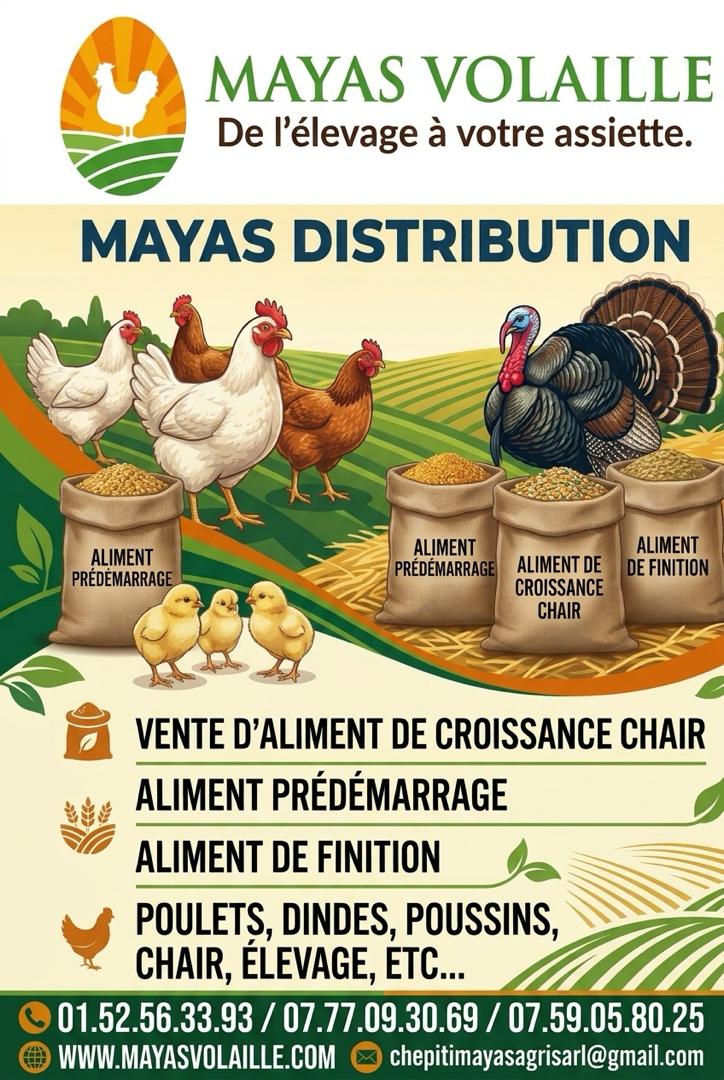 MAYAS VOLAILLE
De l'élevage à votre assiette.
MAYAS DISTRIBUTION
ALIMENT
PRÉDÉMARRAGE
ALIMENT
PRÉDÉMARRAGE
ALIMENT DE
CROISSANCE
CHAIR
ALIMENT
DE FINITION
VENTE D'ALIMENT DE CROISSANCE CHAIR
ALIMENT PRÉDÉMARRAGE
ALIMENT DE FINITION
POULETS, DINDES, POUSSINS,
CHAIR, ÉLEVAGE, ETC...
01.52.56.33.93 / 07.77.09.30.69 / 07.59.05.80.25
WWW.MAYASVOLAILLE.COM chepitimayasagrisarl@gmail.com